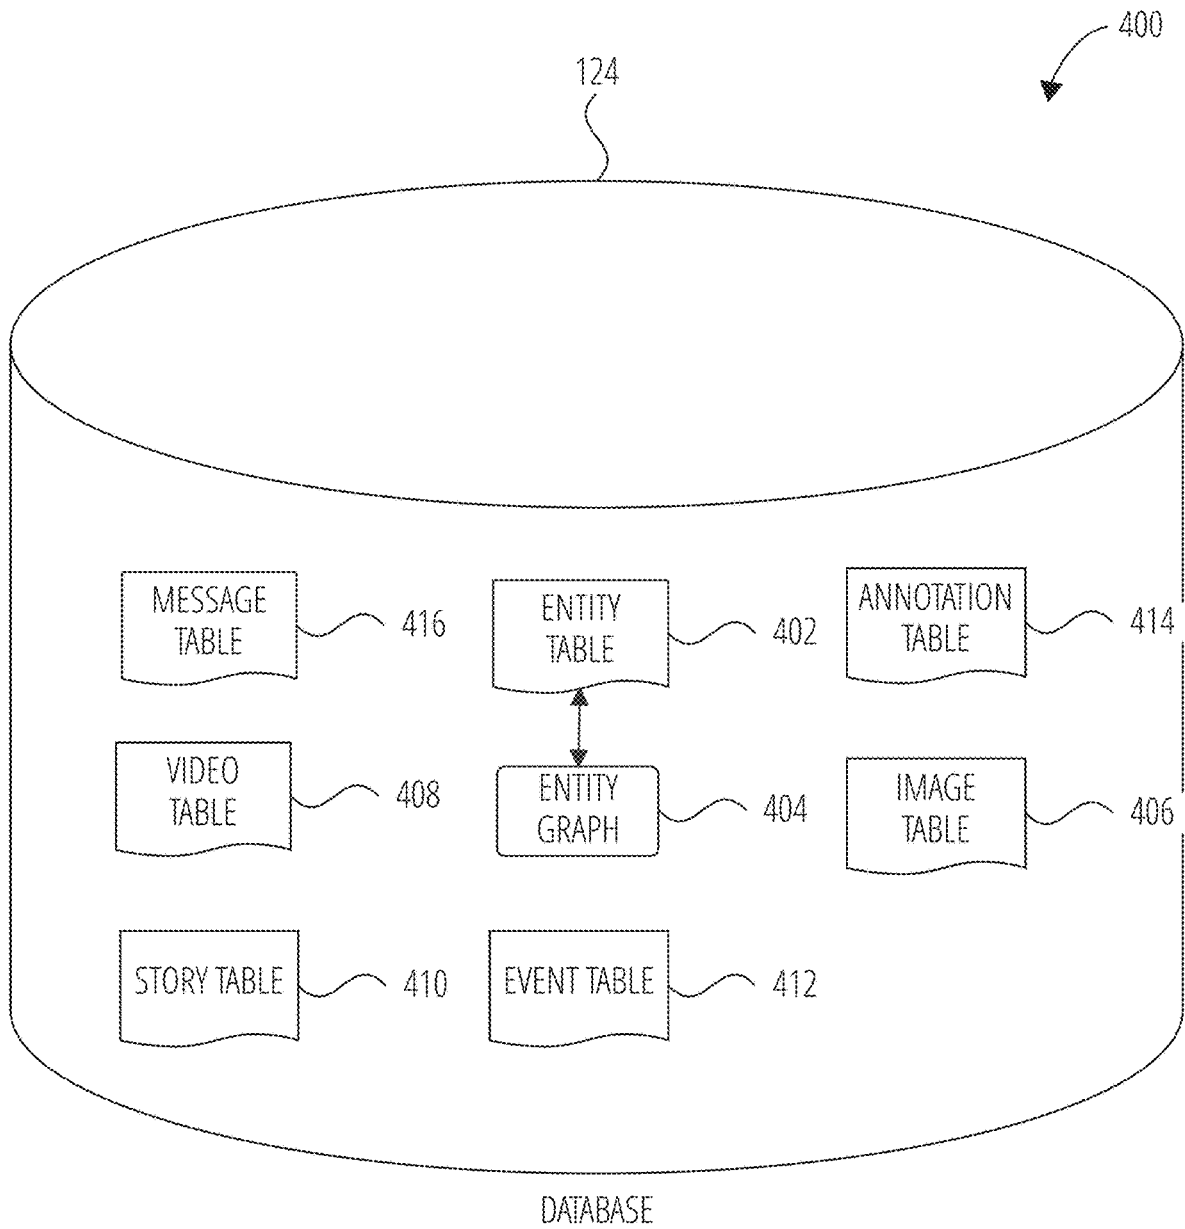 400
124
MESSAGE
TABLE
416
ENTITY
TABLE
402
ANNOTATION
TABLE
414
VIDEO
TABLE
408
ENTITY
GRAPH
404
IMAGE
TABLE
406
STORY TABLE
410
EVENT TABLE
412
DATABASE